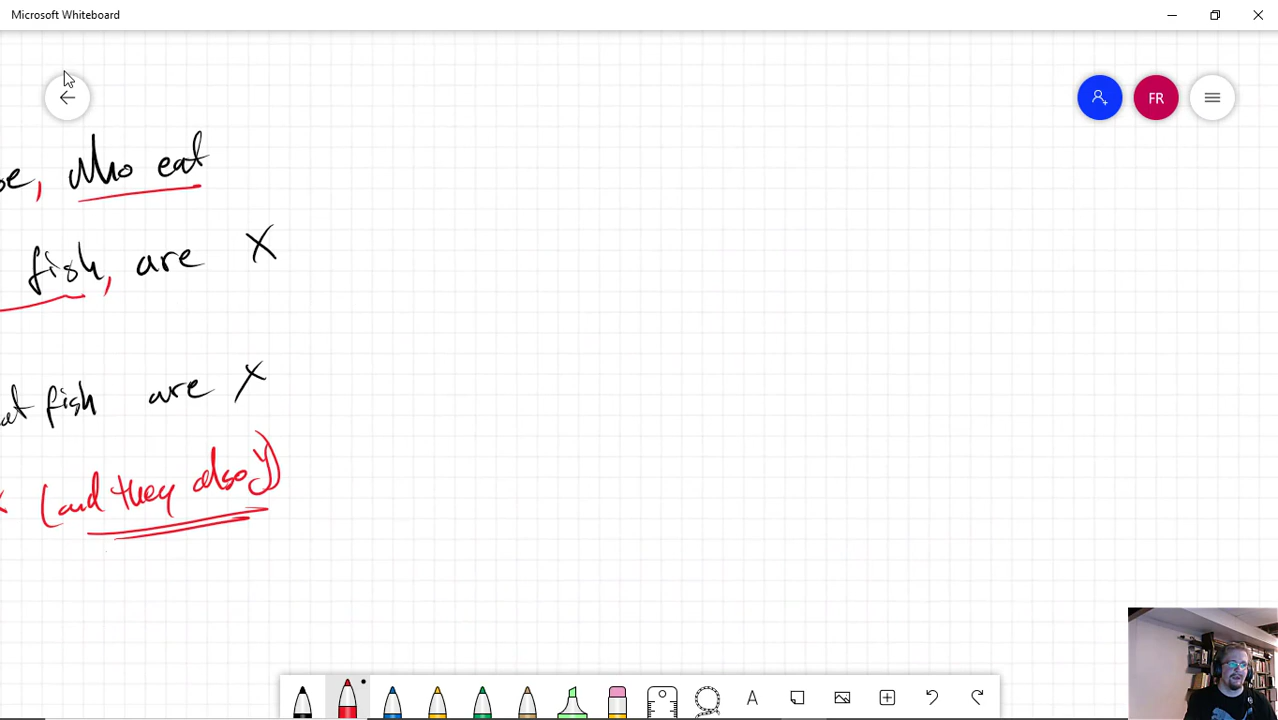 Microsoft Whiteboard
FR
, who eat
fish, are X
fish are X
(and they also y)
A